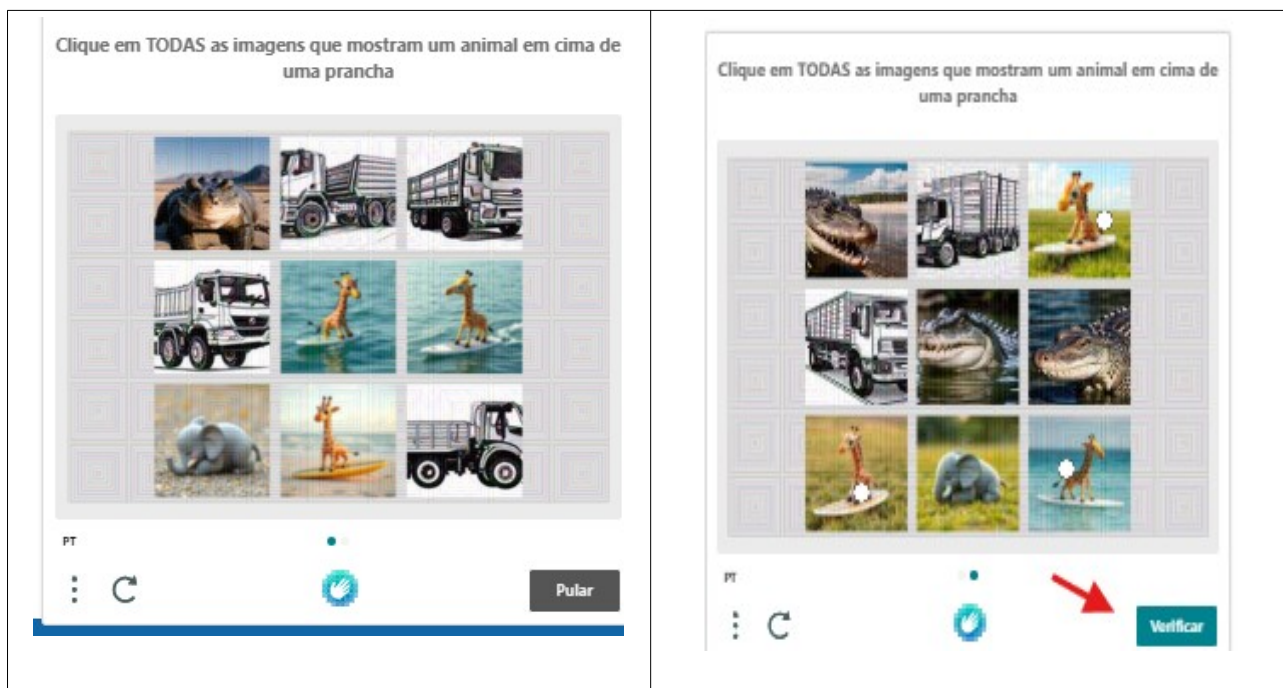 Clique em TODAS as imagens que mostram um animal em cima de
uma prancha
PT
Pular
Clique em TODAS as imagens que mostram um animal em cima de
uma prancha
PT
Verificar